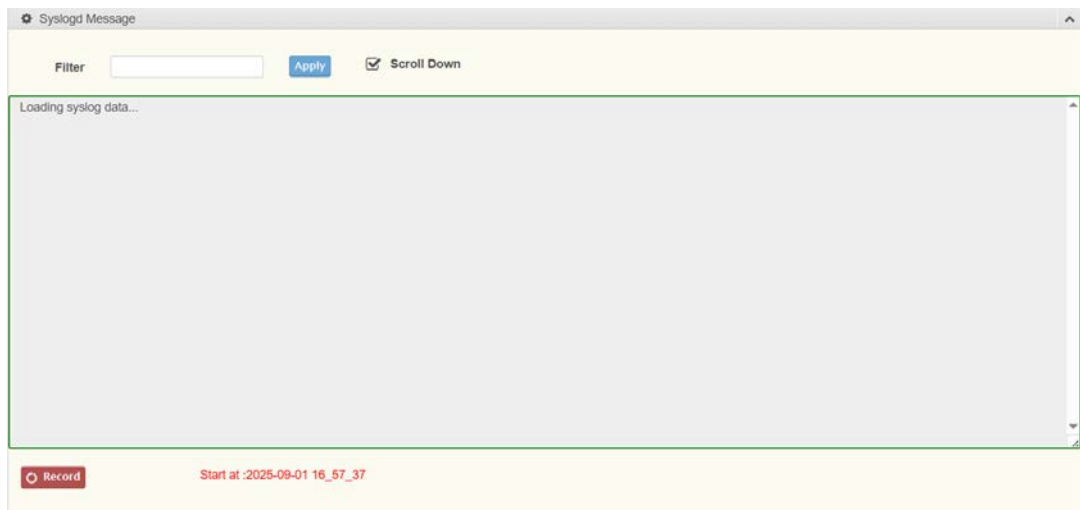 Syslogd Message
Filter Apply Scroll Down
Loading syslog data...
Record Start at :2025-09-01 16_57_37